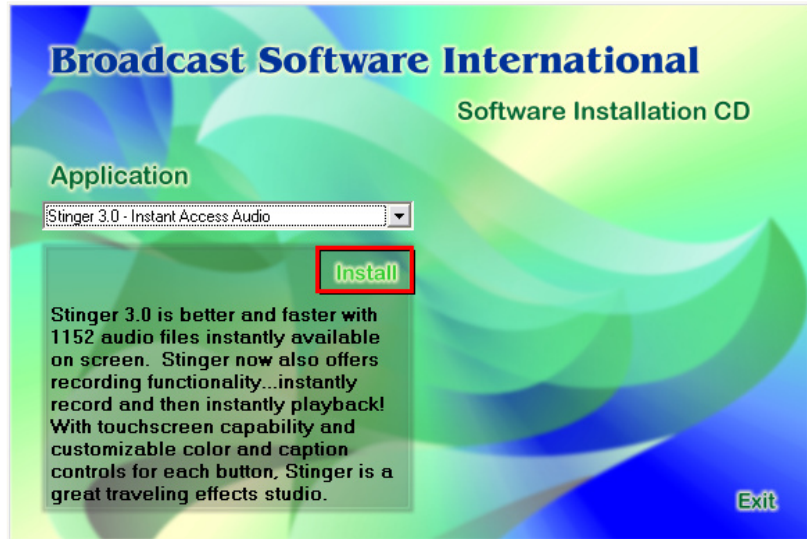 Broadcast Software International
Software Installation CD
Application
Stinger 3.0 - Instant Access Audio
Install
Stinger 3.0 is better and faster with
1152 audio files instantly available
on screen. Stinger now also offers
recording functionality...instantly
record and then instantly playback!
With touchscreen capability and
customizable color and caption
controls for each button, Stinger is a
great traveling effects studio.
Exit